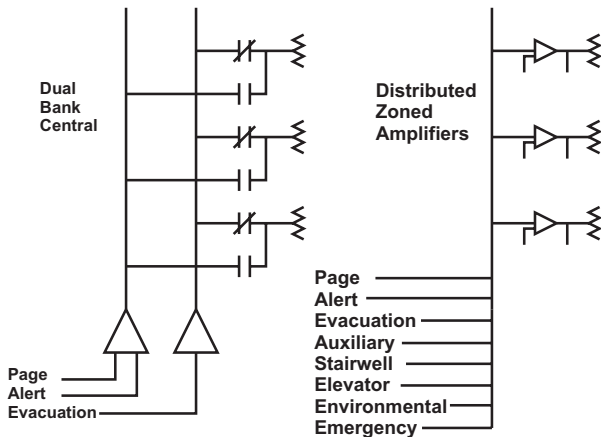 Dual
Bank
Central
Distributed
Zoned
Amplifiers
Page
Alert
Evacuation
Page
Alert
Evacuation
Auxiliary
Stairwell
Elevator
Environmental
Emergency